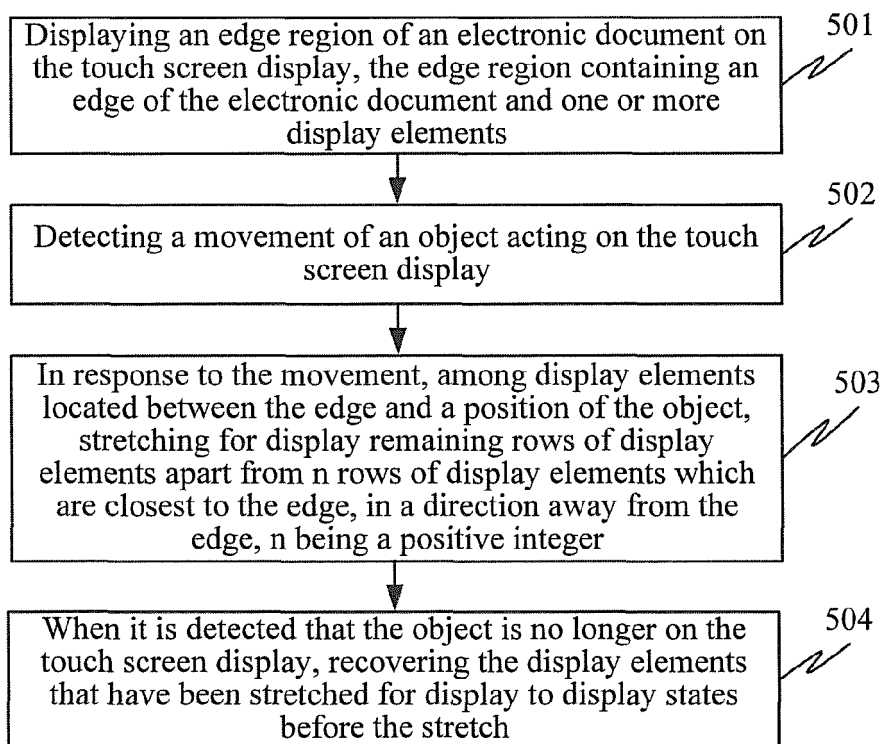 501
Displaying an edge region of an electronic document on
the touch screen display, the edge region containing an
edge of the electronic document and one or more
display elements
502
Detecting a movement of an object acting on the touch
screen display
503
In response to the movement, among display elements
located between the edge and a position of the object,
stretching for display remaining rows of display
elements apart from n rows of display elements which
are closest to the edge, in a direction away from the
edge, n being a positive integer
504
When it is detected that the object is no longer on the
touch screen display, recovering the display elements
that have been stretched for display to display states
before the stretch